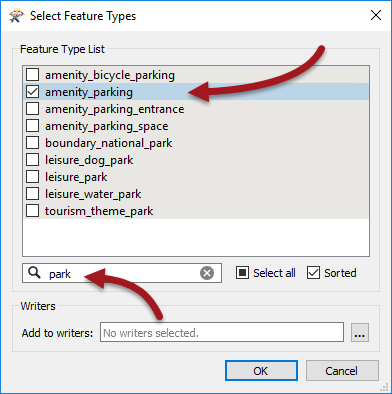 Select Feature Types
Feature Type List
amenity_bicycle_parking
amenity_parking
amenity_parking_entrance
amenity_parking_space
boundary_national_park
leisure_dog_park
leisure_park
leisure_water_park
tourism_theme_park
park Select all Sorted
Writers
Add to writers: No writers selected. ...
OK Cancel